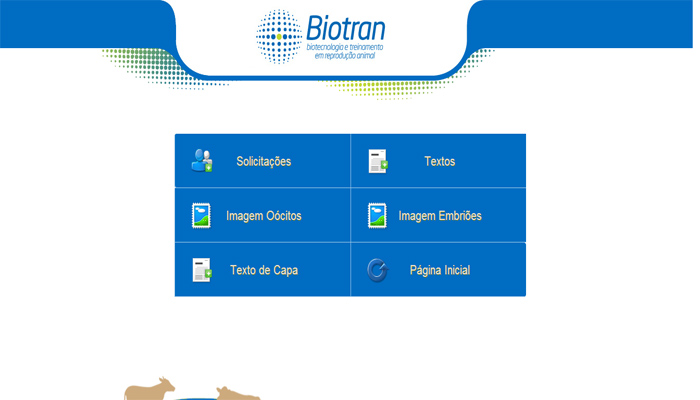 Biotran
biotecnologia e treinamento
em reprodução animal
Solicitações
Textos
Imagem Oócitos
Imagem Embriões
Texto de Capa
Página Inicial